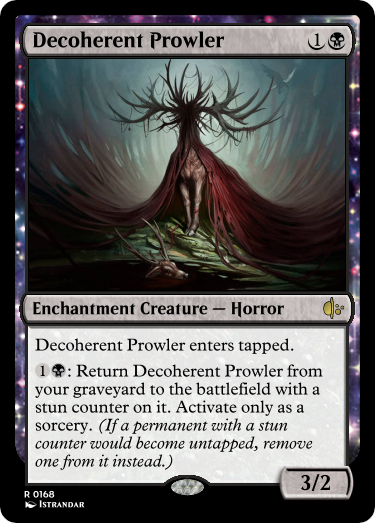 Decoherent Prowler 1
Enchantment Creature — Horror
Decoherent Prowler enters tapped.
1: Return Decoherent Prowler from
your graveyard to the battlefield with a
stun counter on it. Activate only as a
sorcery. (If a permanent with a stun
counter would become untapped, remove
one from it instead.)
3/2
R 0168
Istrandar